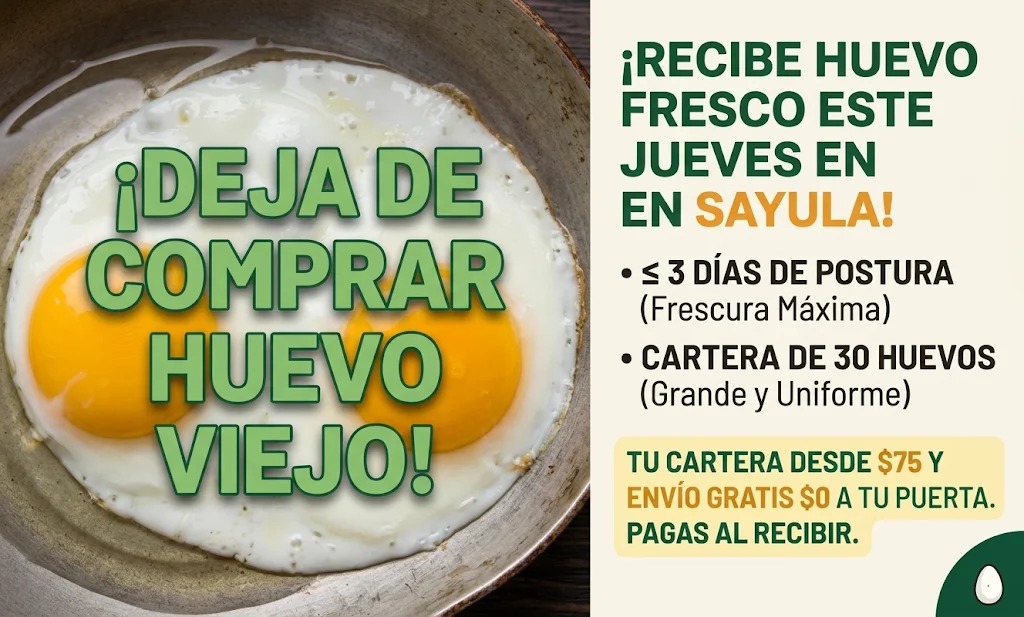 ¡DEJA DE
COMPRAR
HUEVO
VIEJO!
¡RECIBE HUEVO
FRESCO ESTE
JUEVES EN
EN SAYULA!
• ≤ 3 DÍAS DE POSTURA
(Frescura Máxima)
• CARTERA DE 30 HUEVOS
(Grande y Uniforme)
TU CARTERA DESDE $75 Y
ENVÍO GRATIS $0 A TU PUERTA.
PAGAS AL RECIBIR.